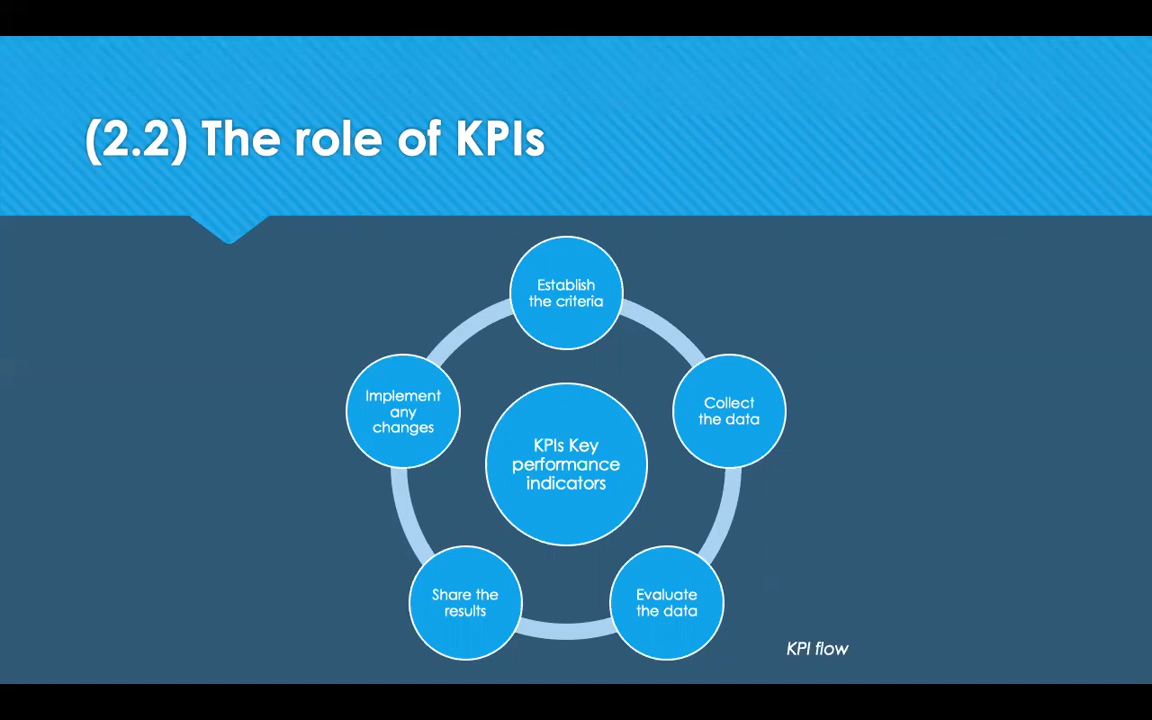 (2.2) The role of KPIs
Establish
the criteria
Collect
the data
Evaluate
the data
Share the
results
Implement
any
changes
KPIs Key
performance
indicators
KPI flow